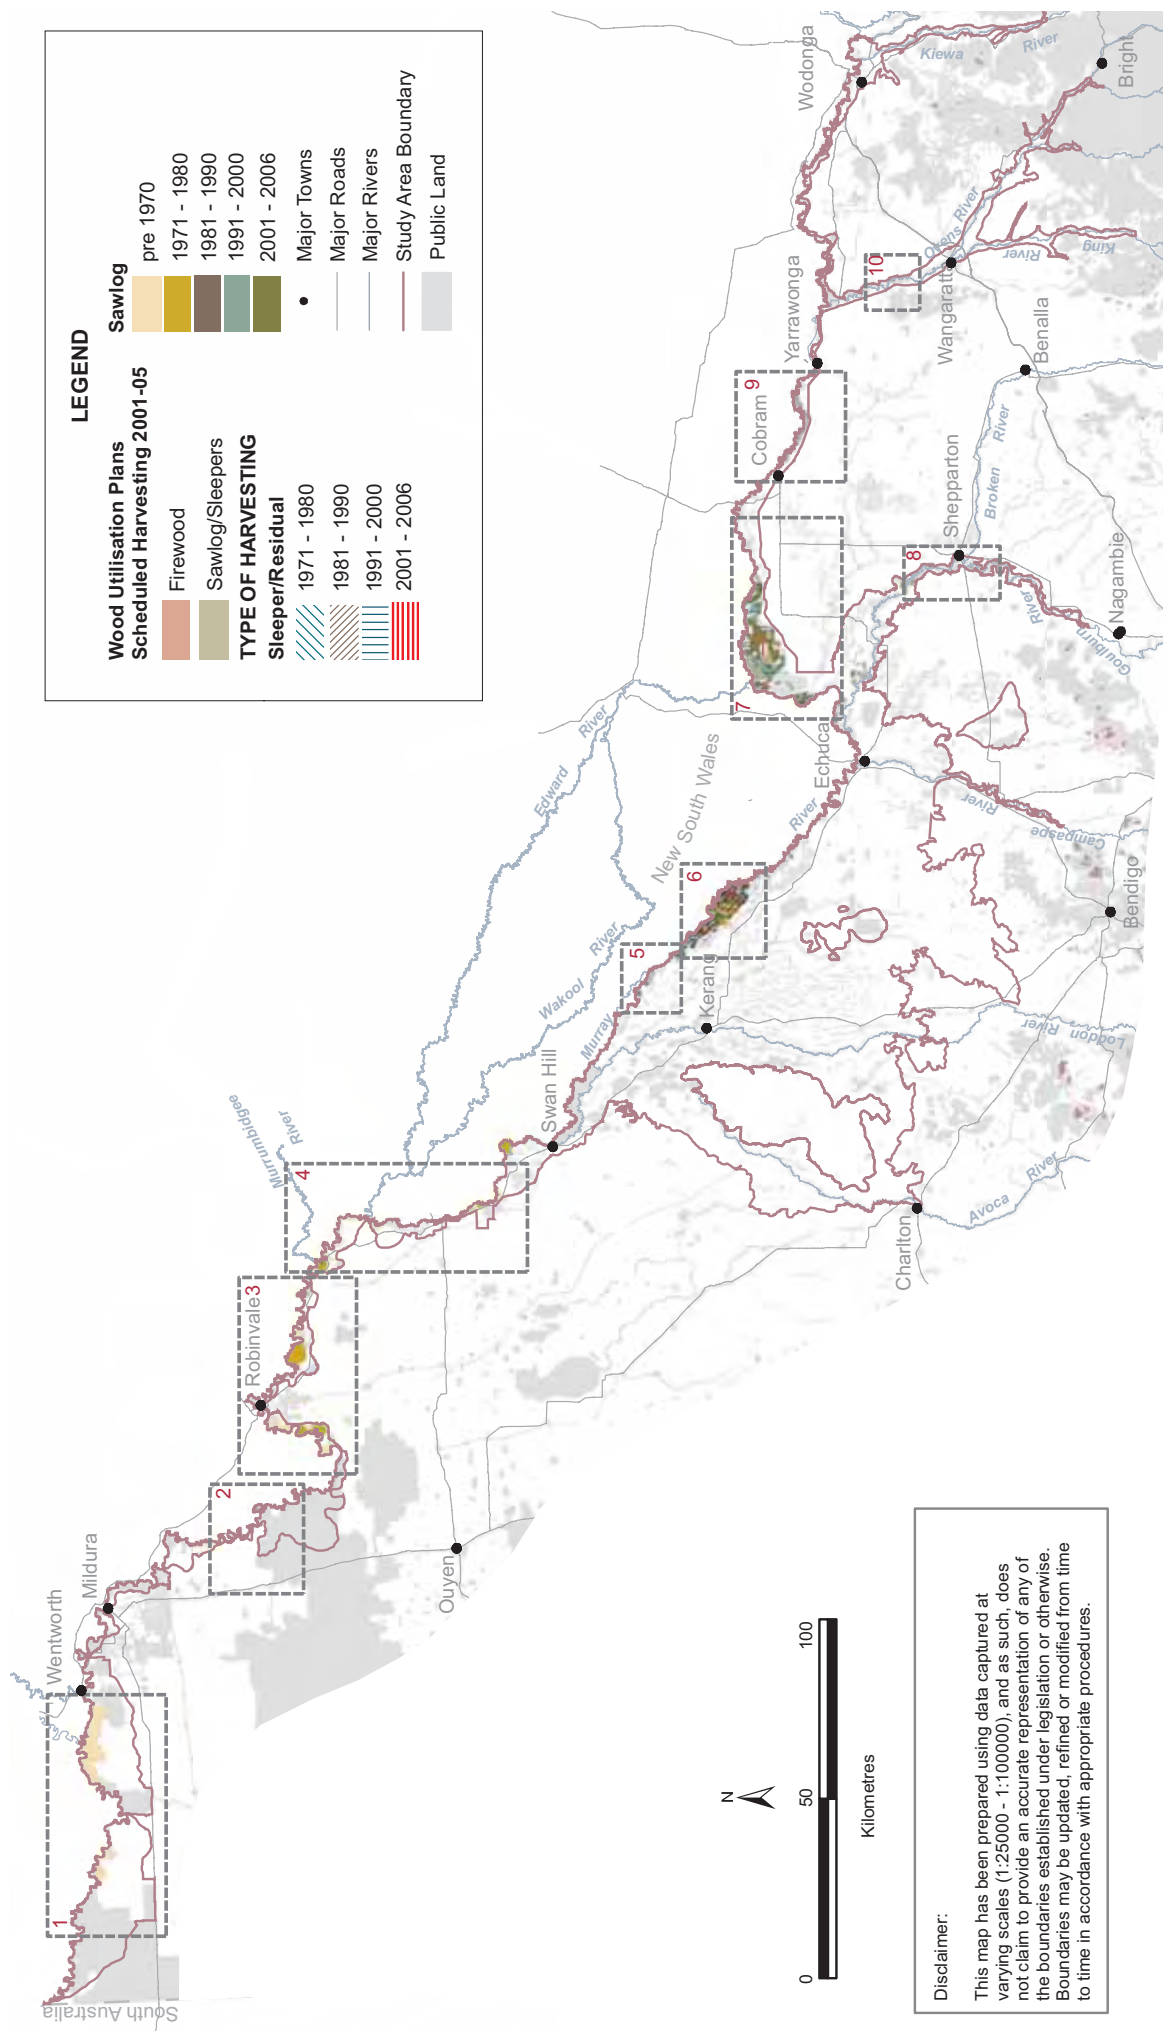 LEGEND
Wood Utilisation Plans
Scheduled Harvesting 2001-05
Firewood
Sawlog/Sleepers
TYPE OF HARVESTING
Sleeper/Residual
1971 - 1980
1981 - 1990
1991 - 2000
2001 - 2006
Sawlog
pre 1970
1971 - 1980
1981 - 1990
1991 - 2000
2001 - 2006
Major Towns
Major Roads
Major Rivers
Study Area Boundary
Public Land
South Australia
1
Wentworth
Mildura
2
Robinvale
3
Ouyen
4
Murrumbidgee
River
Swan Hill
Murray
Wakool
River
Edward
River
5
Kerang
6
New South Wales
River
Charlton
Avoca
River
Loddon
River
Bendigo
Campaspe
River
Echuca
7
8
Shepparton
Goulburn
River
Nagambie
Broken
River
Cobram
9
Yarrawonga
10
Wangaratta
Ovens River
King
River
Benalla
Wodonga
Kiewa
River
Bright
N
0
50
100
Kilometres
Disclaimer:
This map has been prepared using data captured at
varying scales (1:25000 - 1:100000), and as such, does
not claim to provide an accurate representation of any of
the boundaries established under legislation or otherwise.
Boundaries may be updated, refined or modified from time
to time in accordance with appropriate procedures.